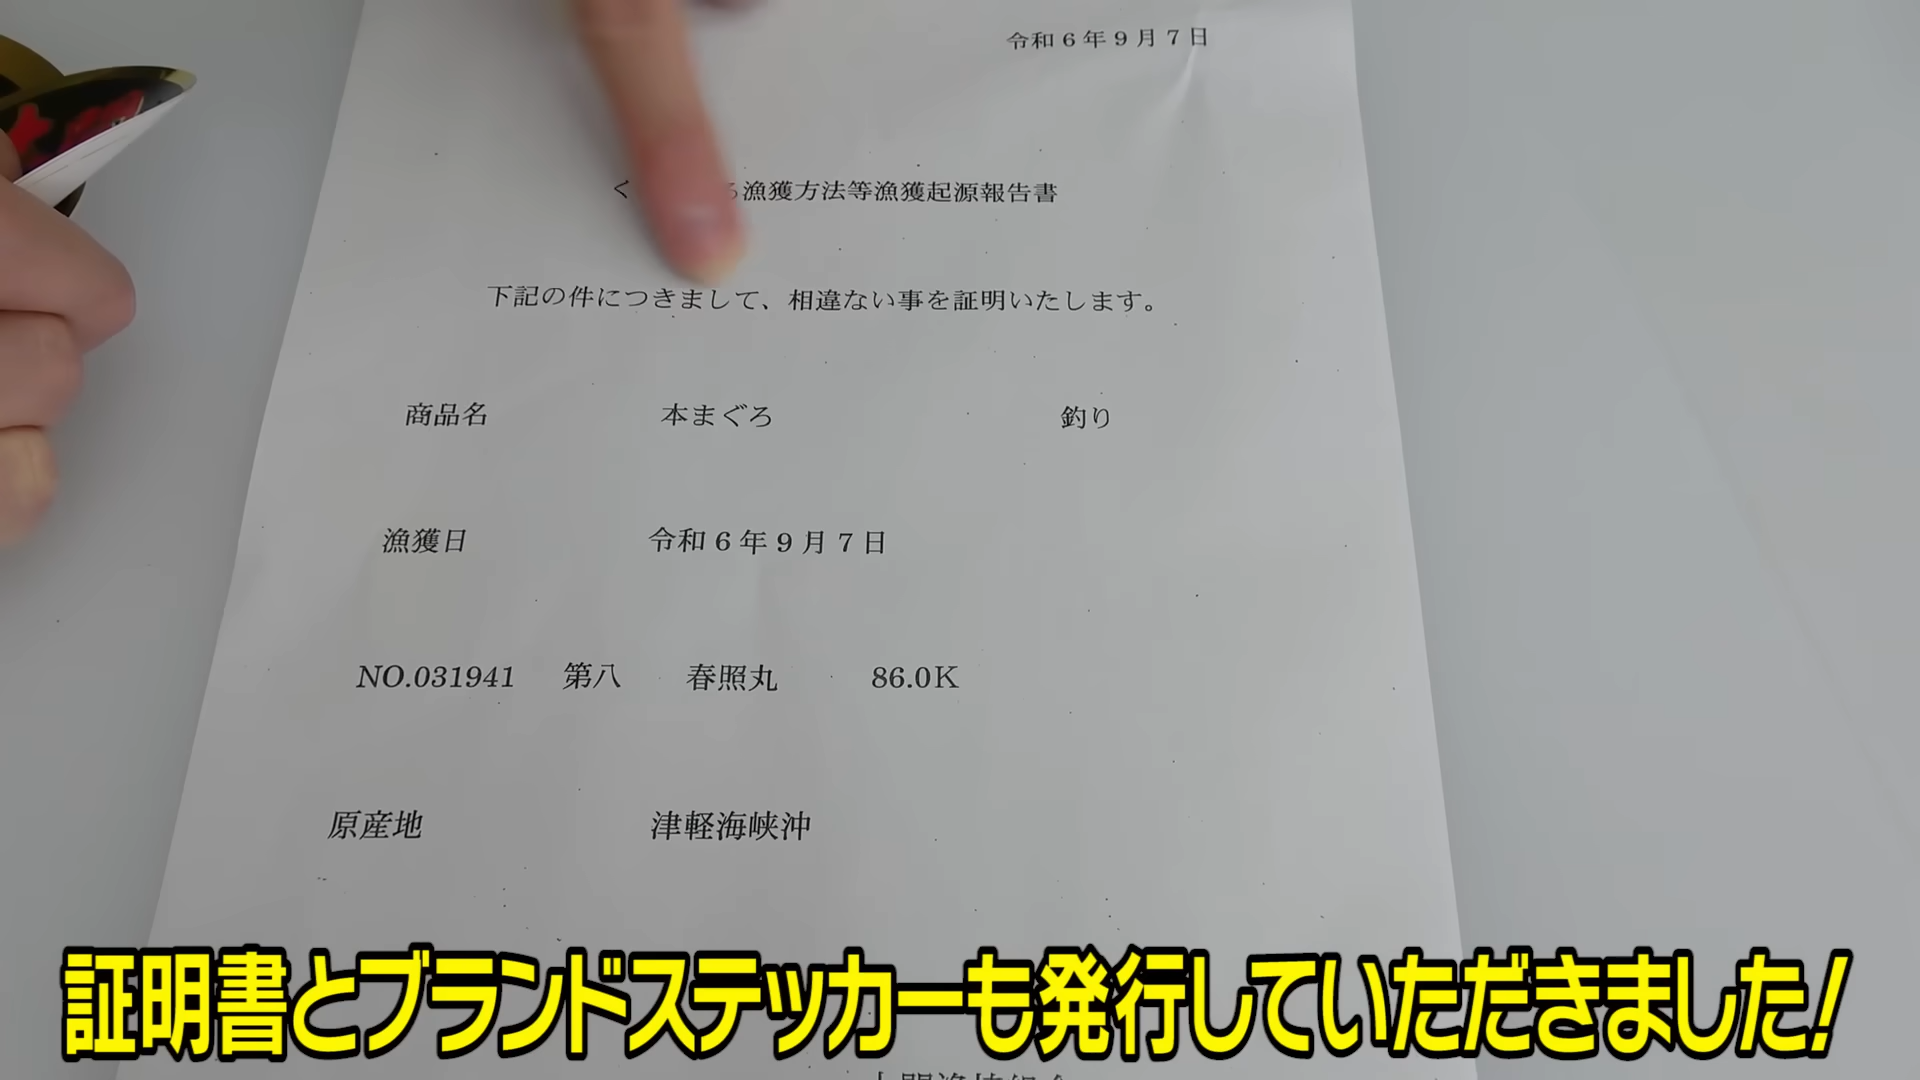 令和6年9月7日
く ろ漁獲方法等漁獲起源報告書
下記の件につきまして、相違ない事を証明いたします。
商品名 本まぐろ 釣り
漁獲日 令和6年9月7日
NO.031941 第八 春照丸 86.0K
原産地 津軽海峡沖
証明書とブランドステッカーも発行していただきました!